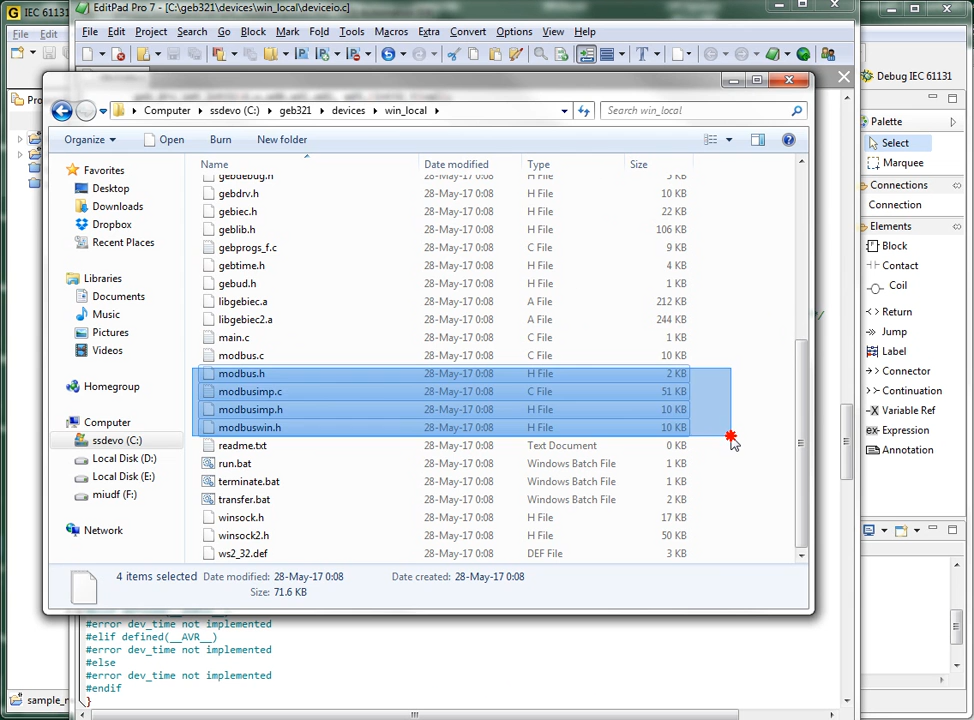 IEC 61131
EditPad Pro 7 - [C:\geb321\devices\win_local\deviceio.c]
File Edit
File Edit Project Search Go Block Mark Fold Tools Macros Extra Convert Options View Help
Debug IEC 61131
Computer ssdevo (C:) geb321 devices win_local
Search win_local
Palette
Organize Open Burn New folder
Select
Marquee
Connections
Connection
Elements
Block
Contact
Coil
Return
Jump
Label
Connector
Continuation
Variable Ref
Expression
Annotation
Favorites
Desktop
Downloads
Dropbox
Recent Places
Libraries
Documents
Music
Pictures
Videos
Homegroup
Computer
ssdevo (C:)
Local Disk (D:)
Local Disk (E:)
miudf (F:)
Network
Name Date modified Type Size
gebdebug.h 28-May-17 0:08 H File 5 KB
gebdrv.h 28-May-17 0:08 H File 10 KB
gebiec.h 28-May-17 0:08 H File 22 KB
geblib.h 28-May-17 0:08 H File 106 KB
gebprogs_f.c 28-May-17 0:08 C File 9 KB
gebtime.h 28-May-17 0:08 H File 4 KB
gebud.h 28-May-17 0:08 H File 1 KB
libgebiec.a 28-May-17 0:08 A File 212 KB
libgebiec2.a 28-May-17 0:08 A File 244 KB
main.c 28-May-17 0:08 C File 1 KB
modbus.c 28-May-17 0:08 C File 10 KB
modbus.h 28-May-17 0:08 H File 2 KB
modbusimp.c 28-May-17 0:08 C File 51 KB
modbusimp.h 28-May-17 0:08 H File 10 KB
modbuswin.h 28-May-17 0:08 H File 10 KB
readme.txt 28-May-17 0:08 Text Document 0 KB
run.bat 28-May-17 0:08 Windows Batch File 1 KB
terminate.bat 28-May-17 0:08 Windows Batch File 1 KB
transfer.bat 28-May-17 0:08 Windows Batch File 2 KB
winsock.h 28-May-17 0:08 H File 17 KB
winsock2.h 28-May-17 0:08 H File 50 KB
ws2_32.def 28-May-17 0:08 DEF File 3 KB
4 items selected Date modified: 28-May-17 0:08 Date created: 28-May-17 0:08
Size: 71.6 KB
#error dev_time not implemented
#elif defined(__AVR__)
#error dev_time not implemented
#else
#error dev_time not implemented
#endif
}